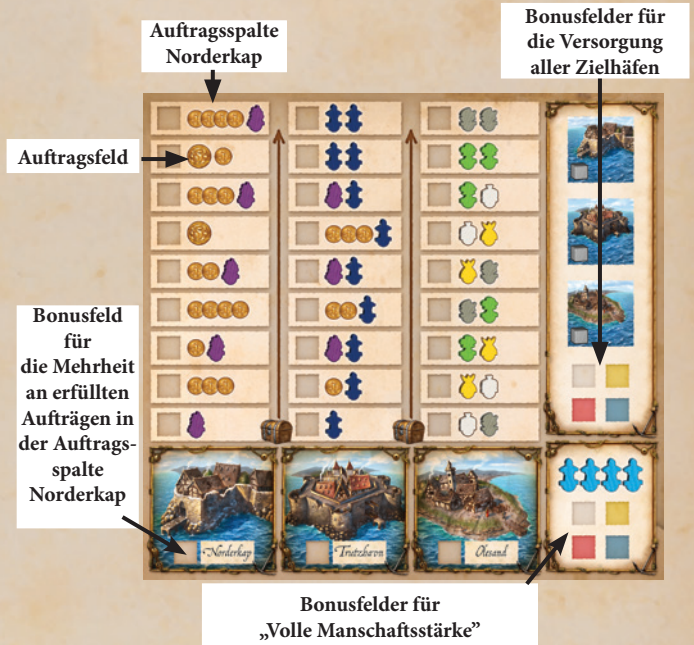 Auftragsspalte
Norderkap
Bonusfelder für
die Versorgung
aller Zielhäfen
Auftragsfeld
Bonusfeld
für
die Mehrheit
an erfüllten
Aufträgen in
der Auftrags-
spalte
Norderkap
Norderkap
Trutzhavn
Olesand
Bonusfelder für
„Volle Manschaftsstärke”